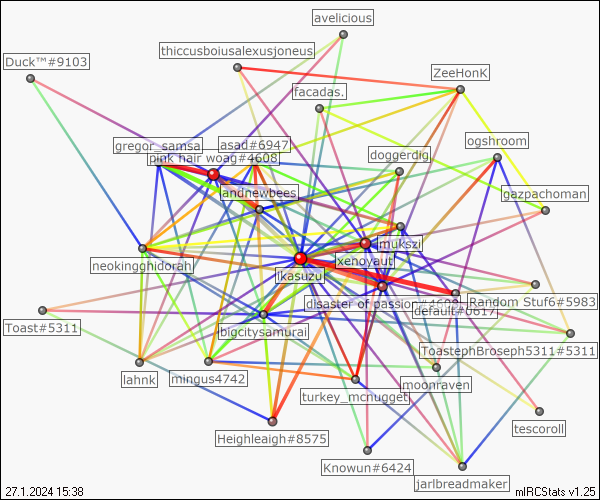 avelicious
thiccusboiusalexusjoneus
Duck™#9103
ZeeHonK
facadas.
gregor_samsa
asad#6947
ogshroom
pink hair woag#4608
doggerdig
andnewbees
gazpachoman
mukszi
xenoyaut
neokingghidorah
ikasuzu
disaster of passion#4608
Random Stuf6#5983
default#0617
Toast#5311
bigcitysamurai
ToastephBroseph5311#5311
lahnk
mingus4742
moonraven
turkey_mcnugget
tescoroll
Heighleaigh#8575
Knowun#6424
jarlbreadmaker
27.1.2024 15:38
mIRCStats v1.25